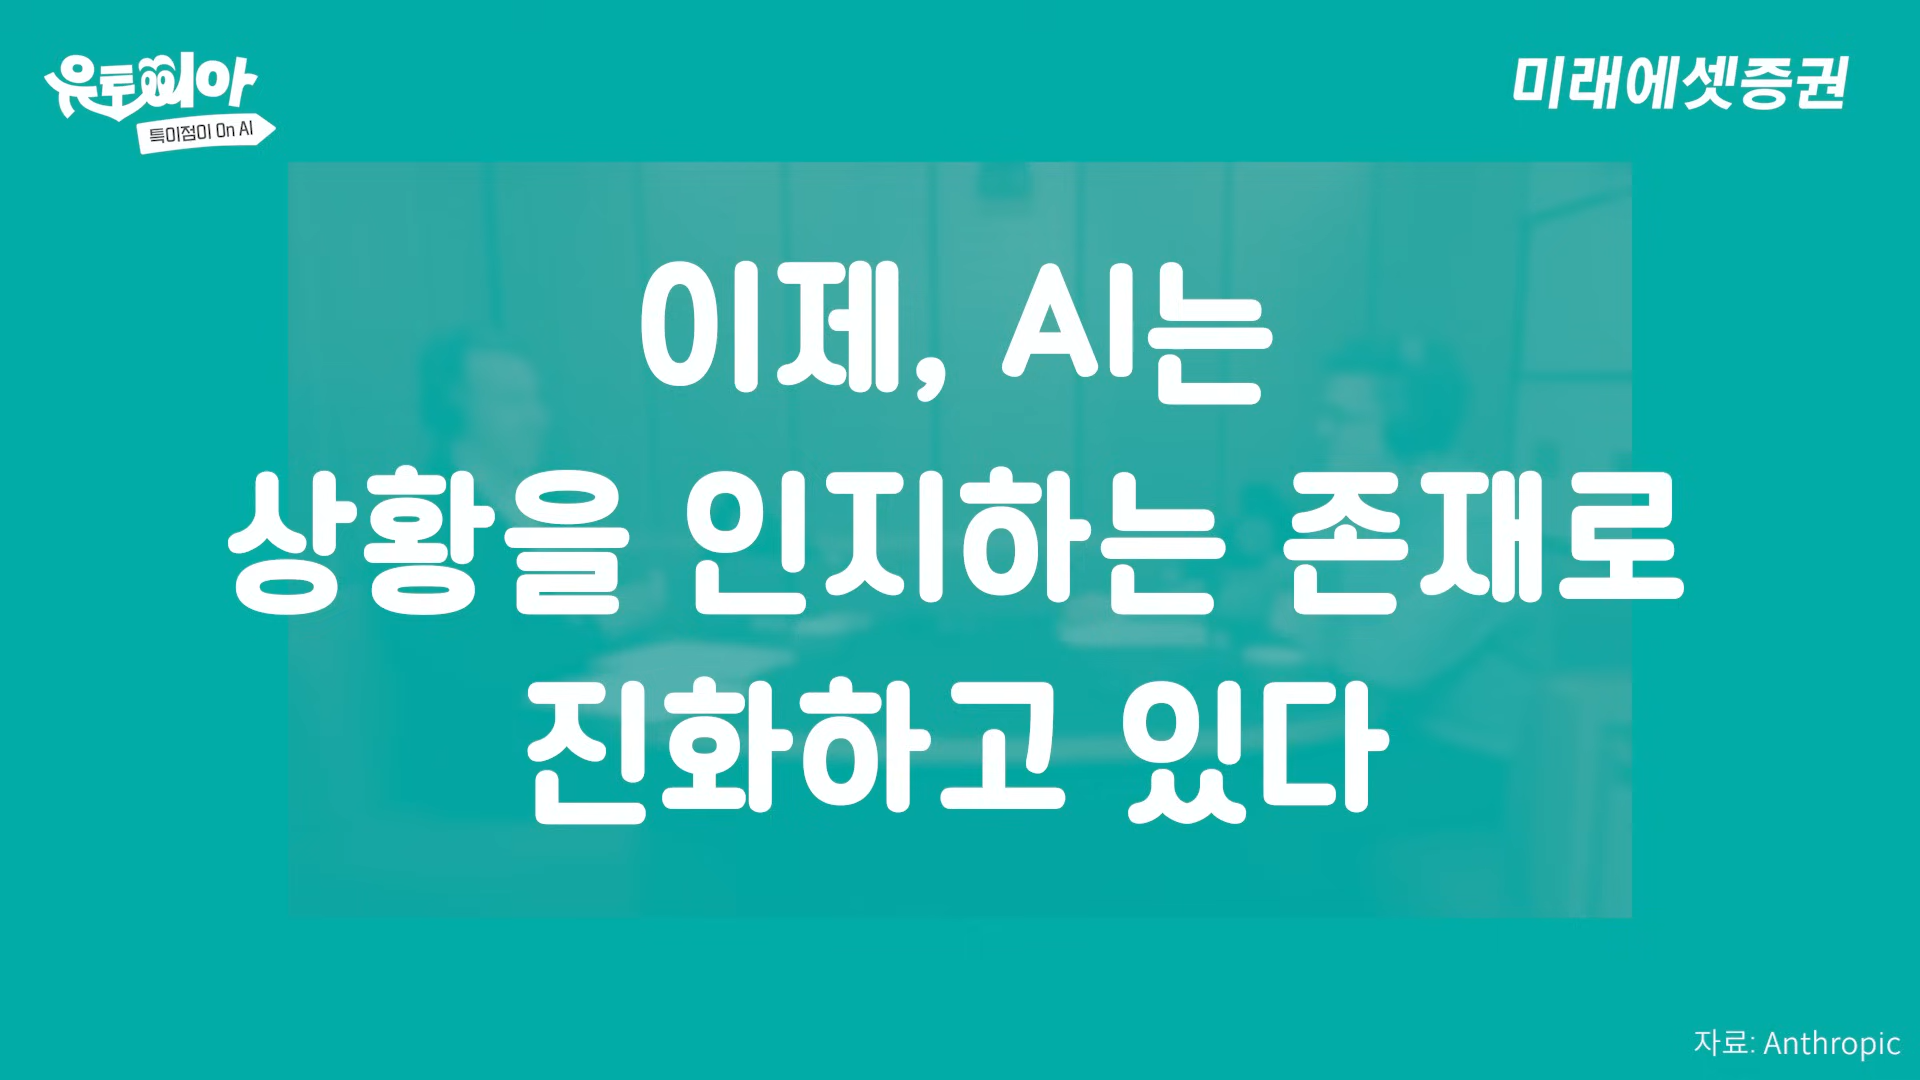 유토피아
특이점이 On AI
미래에셋증권
이제, AI는
상황을 인지하는 존재로
진화하고 있다
자료: Anthropic